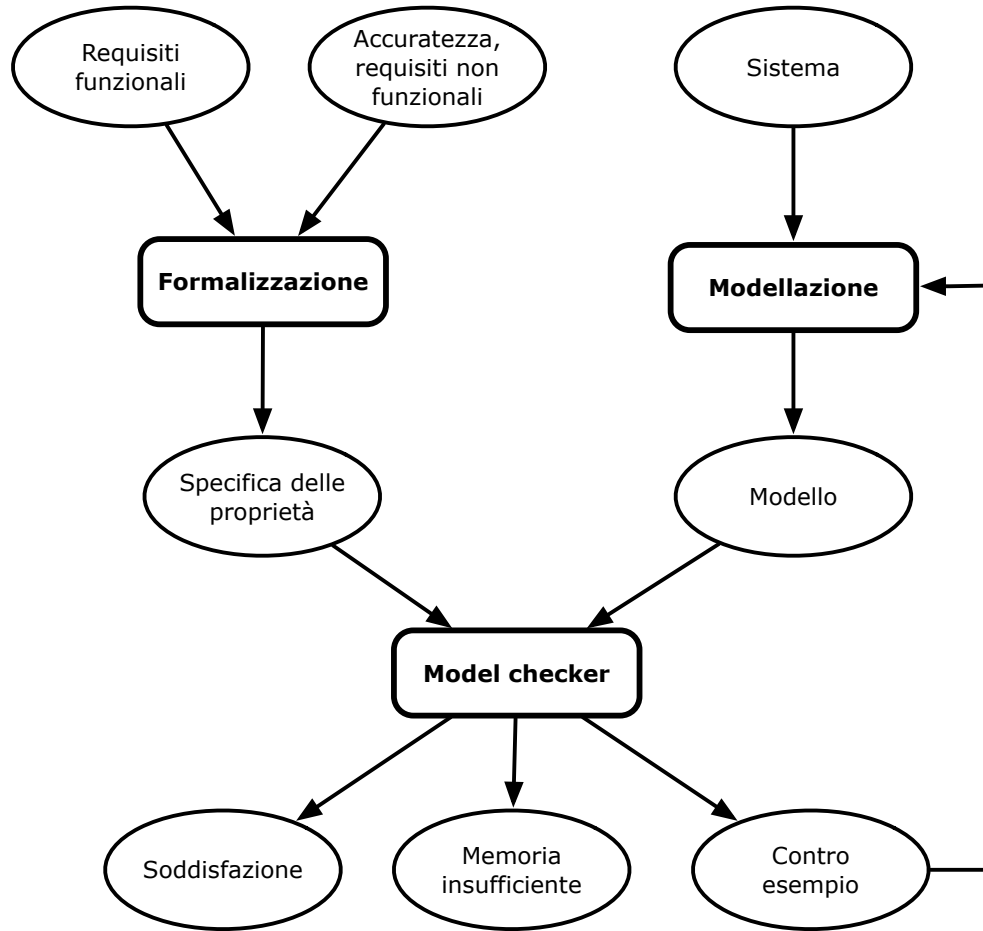 Requisiti
funzionali
Accuratezza,
requisiti non
funzionali
Sistema
Formalizzazione
Modellazione
Specifica delle
proprietà
Modello
Model checker
Soddisfazione
Memoria
insufficiente
Contro
esempio